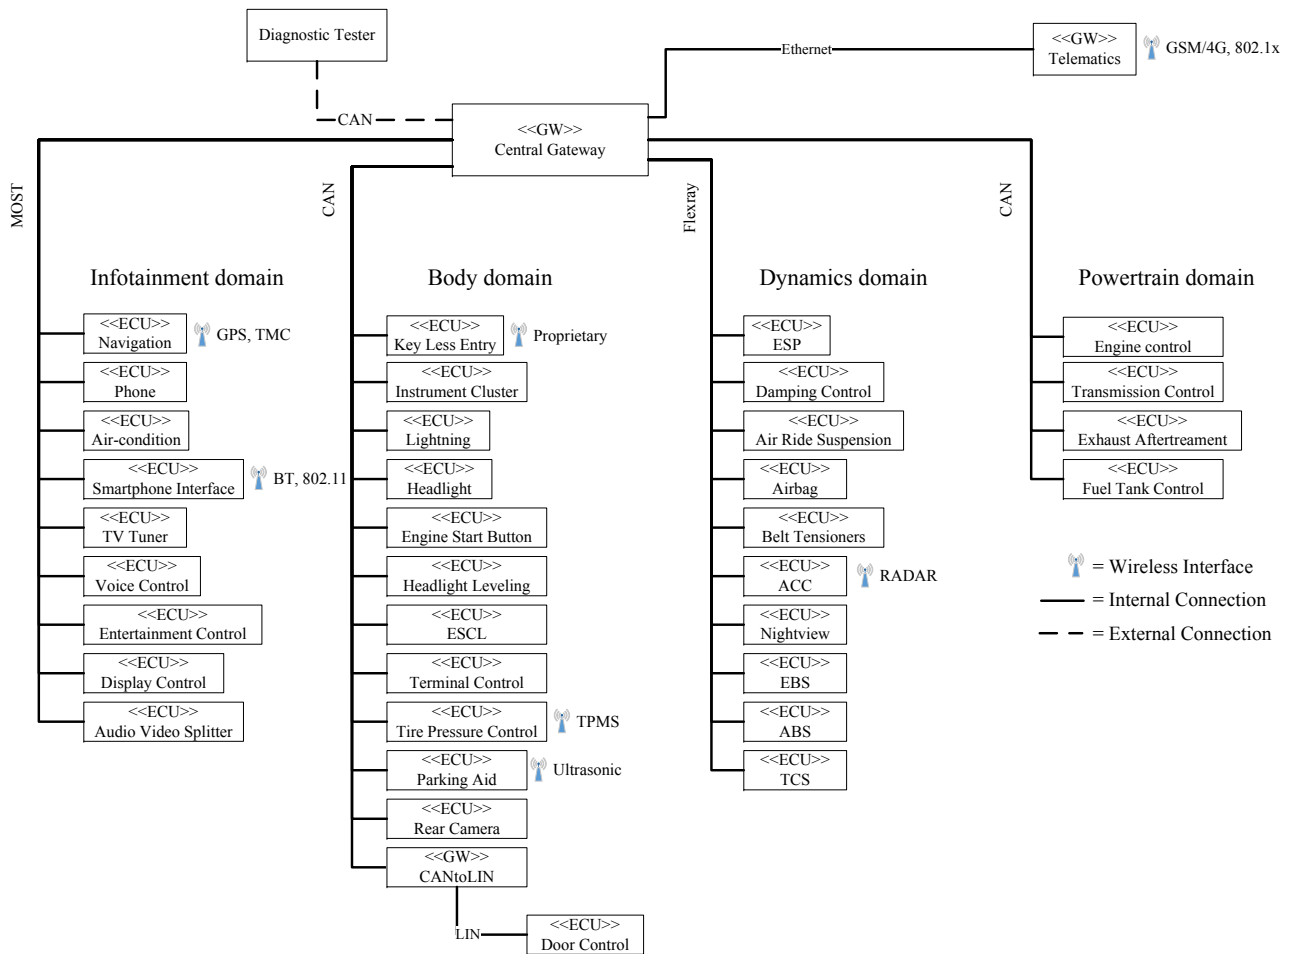 Diagnostic Tester
CAN
<<GW>>
Central Gateway
Ethernet
<<GW>>
Telematics
GSM/4G, 802.1x
MOST
CAN
Flexray
CAN
Infotainment domain
<<ECU>>
Navigation
GPS, TMC
<<ECU>>
Phone
<<ECU>>
Air-condition
<<ECU>>
Smartphone Interface
BT, 802.11
<<ECU>>
TV Tuner
<<ECU>>
Voice Control
<<ECU>>
Entertainment Control
<<ECU>>
Display Control
<<ECU>>
Audio Video Splitter
Body domain
<<ECU>>
Key Less Entry
Proprietary
<<ECU>>
Instrument Cluster
<<ECU>>
Lightning
<<ECU>>
Headlight
<<ECU>>
Engine Start Button
<<ECU>>
Headlight Leveling
<<ECU>>
ESCL
<<ECU>>
Terminal Control
<<ECU>>
Tire Pressure Control
TPMS
<<ECU>>
Parking Aid
Ultrasonic
<<ECU>>
Rear Camera
<<GW>>
CANtoLIN
LIN
<<ECU>>
Door Control
Dynamics domain
<<ECU>>
ESP
<<ECU>>
Damping Control
<<ECU>>
Air Ride Suspension
<<ECU>>
Airbag
<<ECU>>
Belt Tensioners
<<ECU>>
ACC
RADAR
<<ECU>>
Nightview
<<ECU>>
EBS
<<ECU>>
ABS
<<ECU>>
TCS
Powertrain domain
<<ECU>>
Engine control
<<ECU>>
Transmission Control
<<ECU>>
Exhaust Aftertreament
<<ECU>>
Fuel Tank Control
= Wireless Interface
= Internal Connection
= External Connection